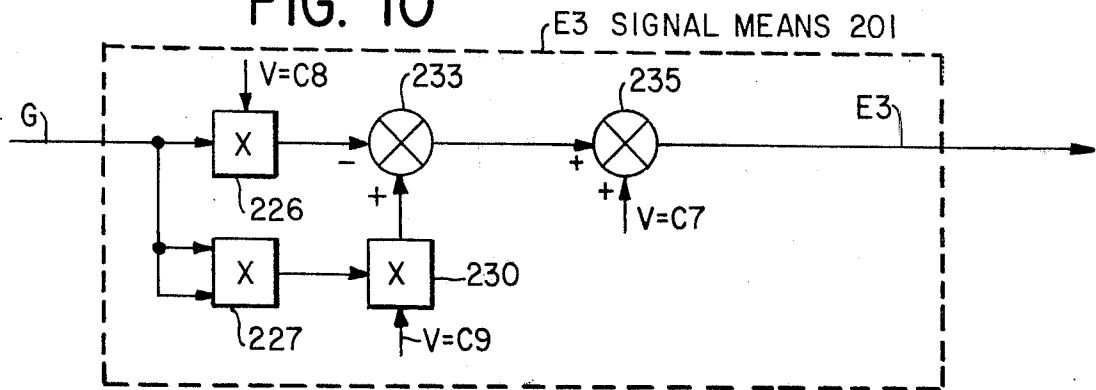 FIG. 10
E3 SIGNAL MEANS 201
V=C8
233
235
G
E3
X
-
+
+
226
+
V=C7
X
X
230
227
V=C9